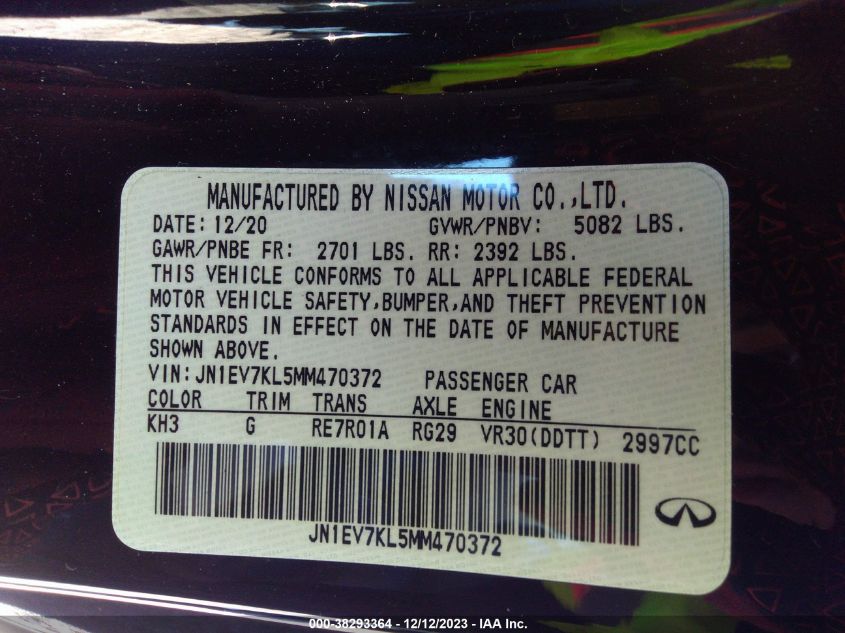 MANUFACTURED BY NISSAN MOTOR CO.,LTD.
DATE: 12/20 GVWR/PNBV: 5082 LBS.
GAWR/PNBE FR: 2701 LBS. RR: 2392 LBS.
THIS VEHICLE CONFORMS TO ALL APPLICABLE FEDERAL
MOTOR VEHICLE SAFETY,BUMPER,AND THEFT PREVENTION
STANDARDS IN EFFECT ON THE DATE OF MANUFACTURE
SHOWN ABOVE.
VIN: JN1EV7KL5MM470372 PASSENGER CAR
COLOR TRIM TRANS AXLE ENGINE
KH3 G RE7R01A RG29 VR30(DDTT) 2997CC
JN1EV7KL5MM470372
000-38293364 - 12/12/2023 - IAA Inc.